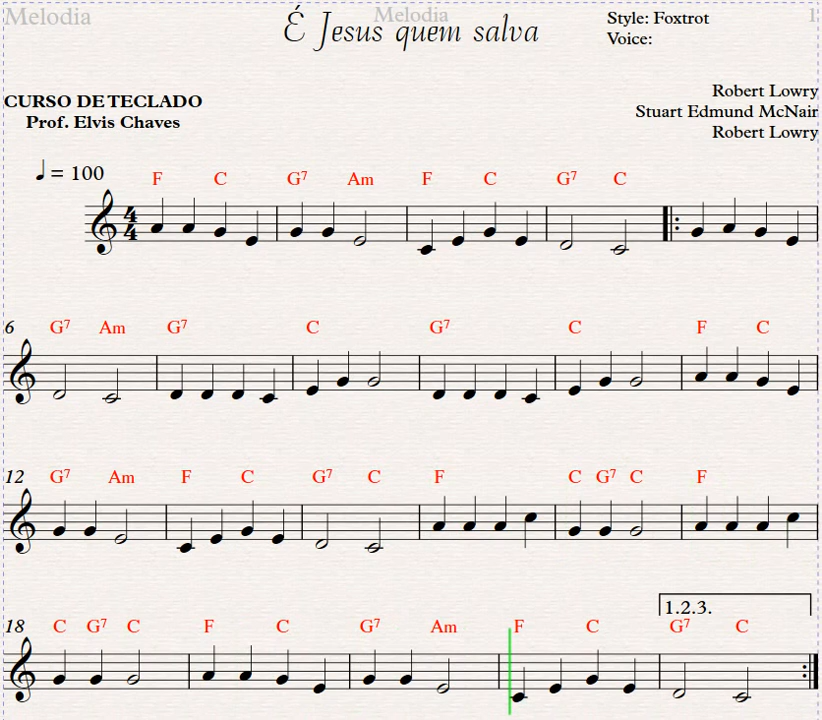 Melodia
Melodia
1
É Jesus quem salva
Style: Foxtrot
Voice:
CURSO DE TECLADO
Prof. Elvis Chaves
Robert Lowry
Stuart Edmund McNair
Robert Lowry
♩ = 100
F C G7 Am F C G7 C
4
4
6 G7 Am G7 C G7 C F C
12 G7 Am F C G7 C F C G7 C F
1.2.3.
18 C G7 C F C G7 Am F C G7 C